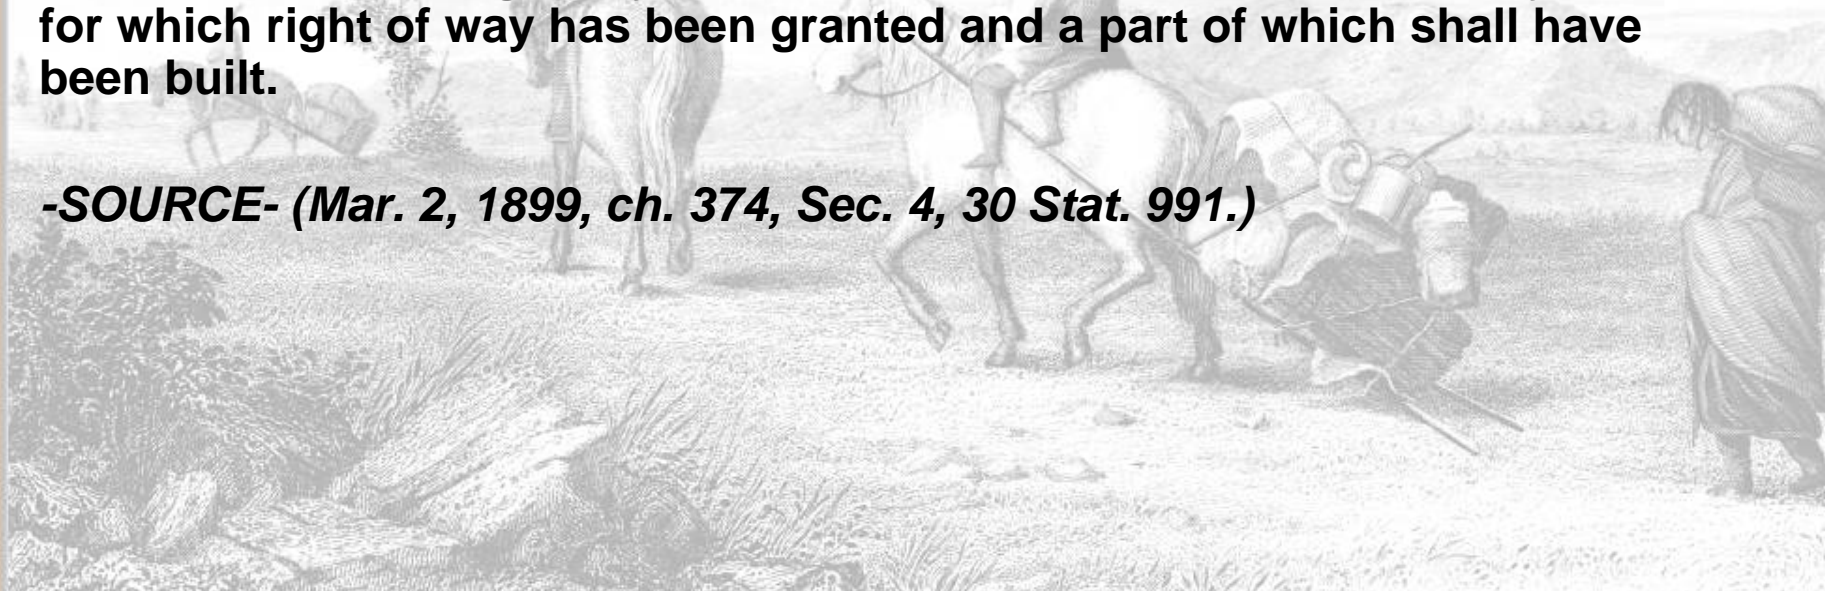 for which right of way has been granted and a part of which shall have
been built.
-SOURCE- (Mar. 2, 1899, ch. 374, Sec. 4, 30 Stat. 991.)